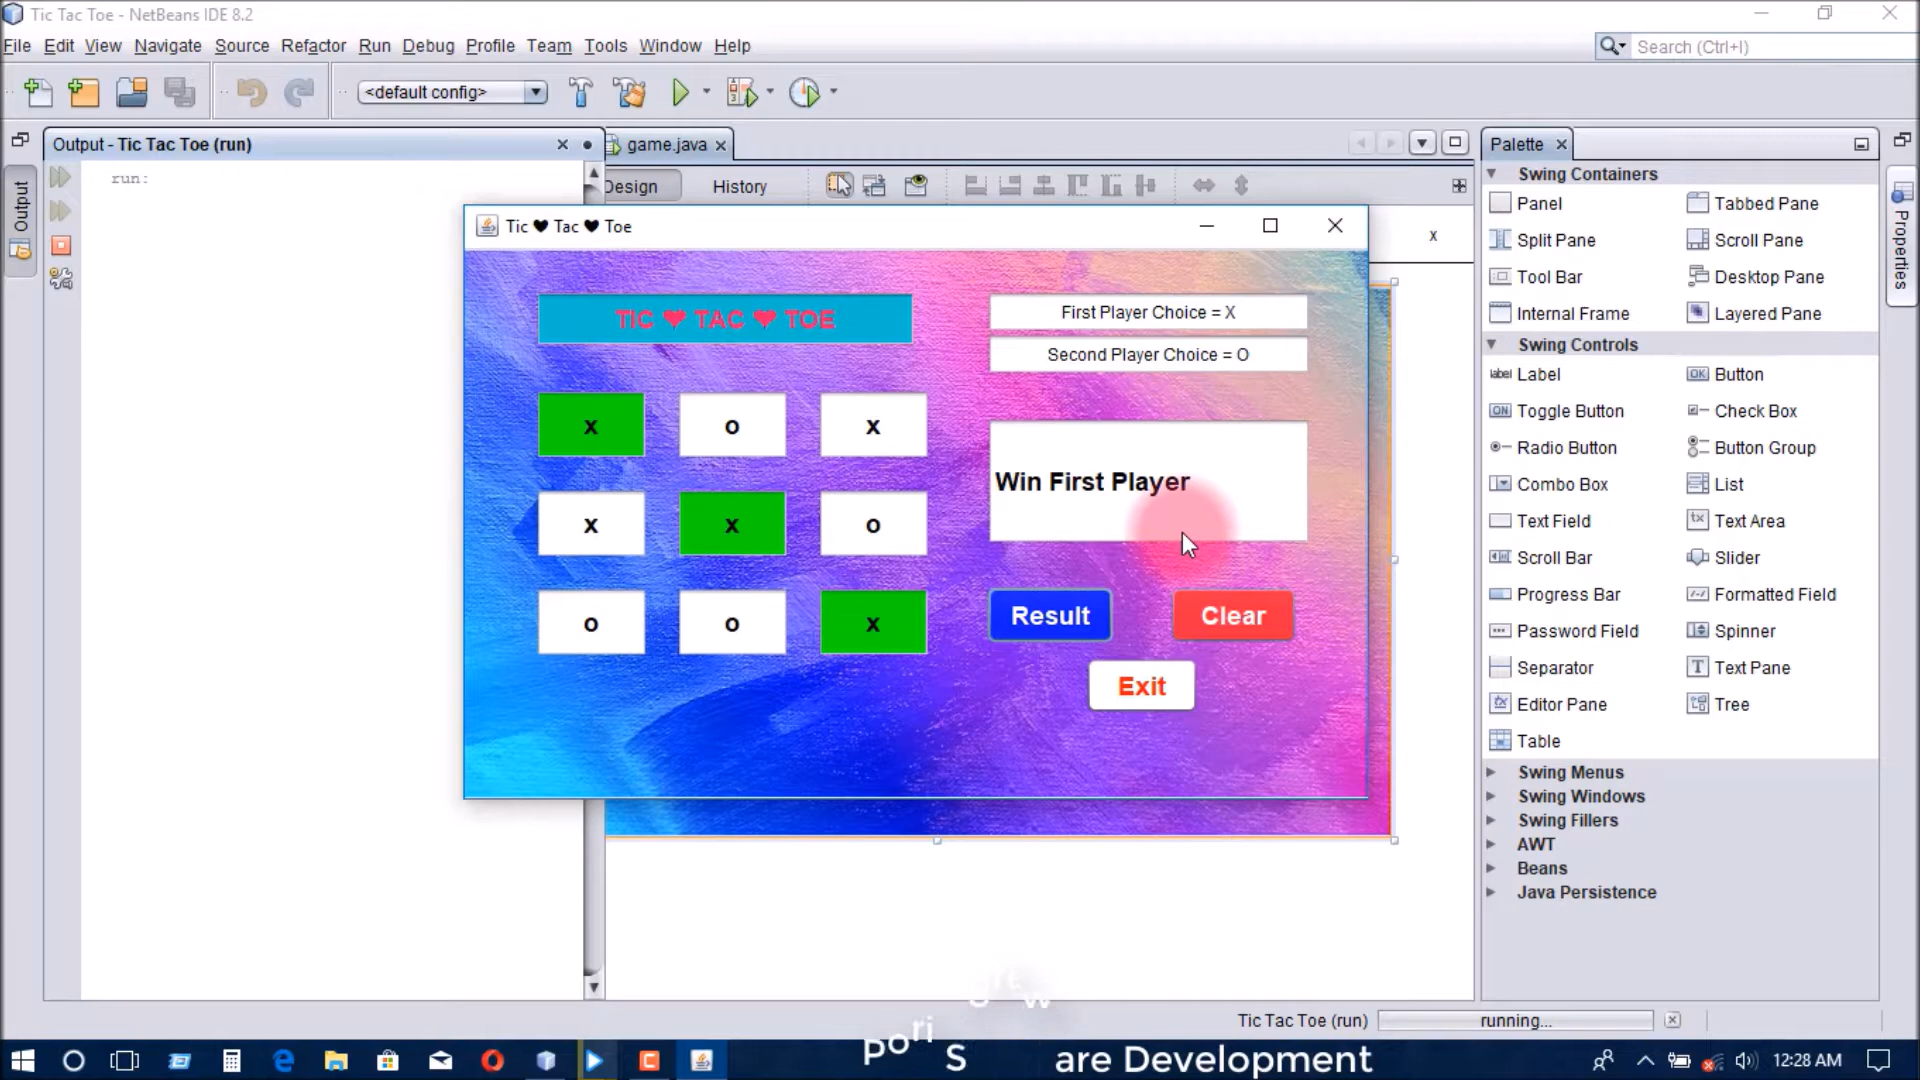 Tic Tac Toe - NetBeans IDE 8.2
File Edit View Navigate Source Refactor Run Debug Profile Team Tools Window Help
Search (Ctrl+I)
<default config>
Output - Tic Tac Toe (run)
game.java
Palette
Output
run:
Design
History
Properties
Tic ♥ Tac ♥ Toe
x
TIC ❤ TAC ❤ TOE
First Player Choice = X
Second Player Choice = O
x o x
x x o
o o x
Win First Player
Result
Clear
Exit
Swing Containers
Panel
Tabbed Pane
Split Pane
Scroll Pane
Tool Bar
Desktop Pane
Internal Frame
Layered Pane
Swing Controls
label Label
OK Button
ON Toggle Button
Check Box
Radio Button
Button Group
Combo Box
List
Text Field
tx Text Area
Scroll Bar
Slider
Progress Bar
Formatted Field
Password Field
Spinner
Separator
T Text Pane
Editor Pane
Tree
Table
Swing Menus
Swing Windows
Swing Fillers
AWT
Beans
Java Persistence
Tic Tac Toe (run)
running...
are Development
12:28 AM